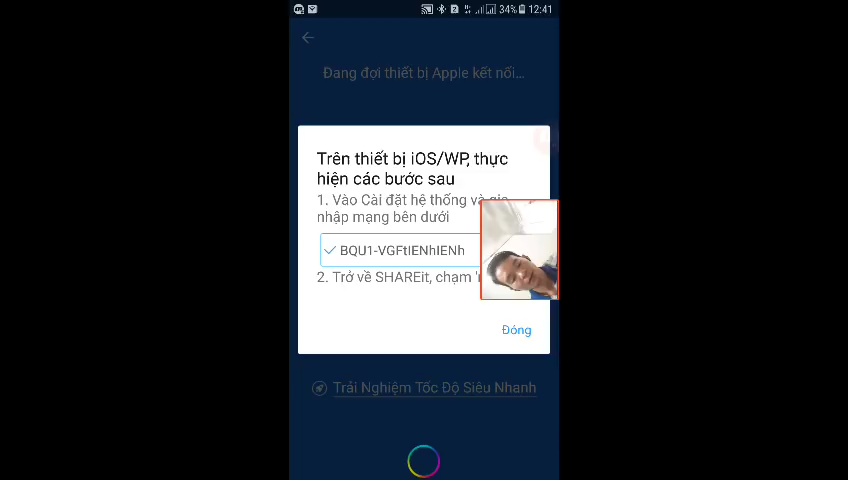 34% 12:41
Đang đợi thiết bị Apple kết nối...
Trên thiết bị iOS/WP, thực
hiện các bước sau
1. Vào Cài đặt hệ thống và gia
nhập mạng bên dưới
BQU1-VGFtIENhIENh
2. Trở về SHAREit, chạm
Đóng
Trải Nghiệm Tốc Độ Siêu Nhanh